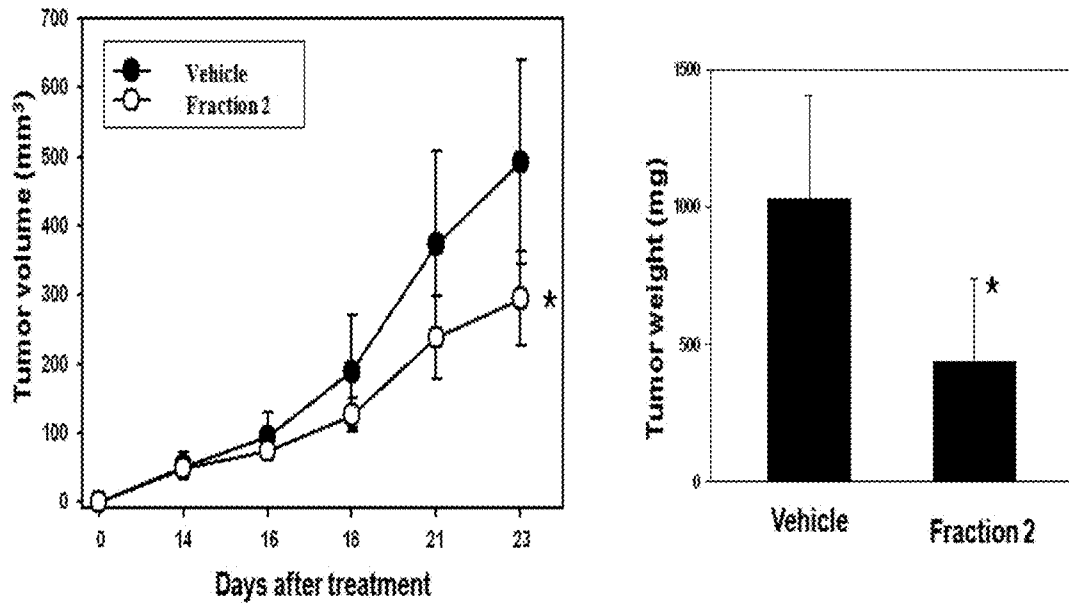 700
600
500
400
300
200
100
0
Tumor volume (mm³)
Vehicle
Fraction 2
*
0 14 16 18 21 23
Days after treatment
1500
1000
500
0
Tumor weight (mg)
*
Vehicle Fraction 2